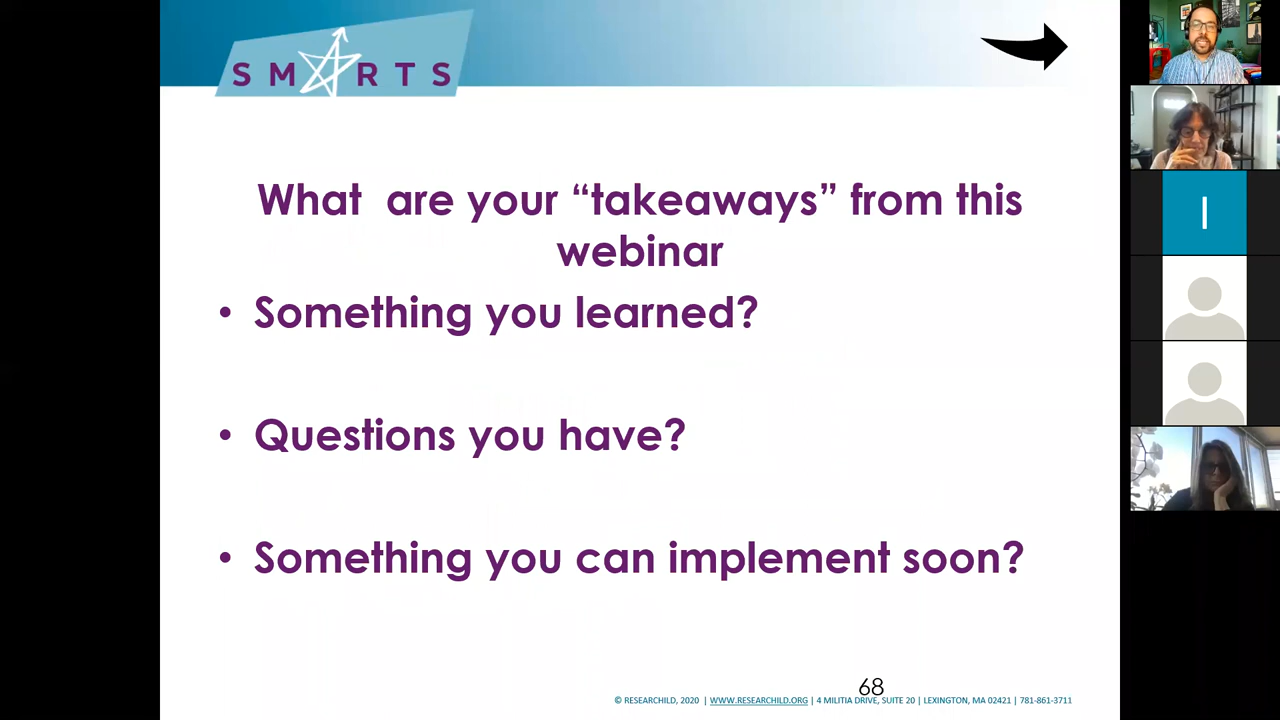 SMARTS
What are your “takeaways” from this
webinar
• Something you learned?
• Questions you have?
• Something you can implement soon?
68
© RESEARCHILD, 2020 | WWW.RESEARCHILD.ORG | 4 MILITIA DRIVE, SUITE 20 | LEXINGTON, MA 02421 | 781-861-3711
I